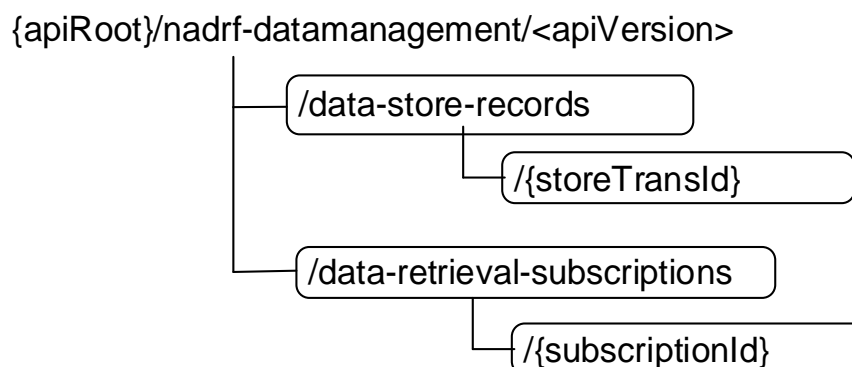 {apiRoot}/nadrf-datamanagement/<apiVersion>
/data-store-records
/{storeTransId}
/data-retrieval-subscriptions
/{subscriptionId}